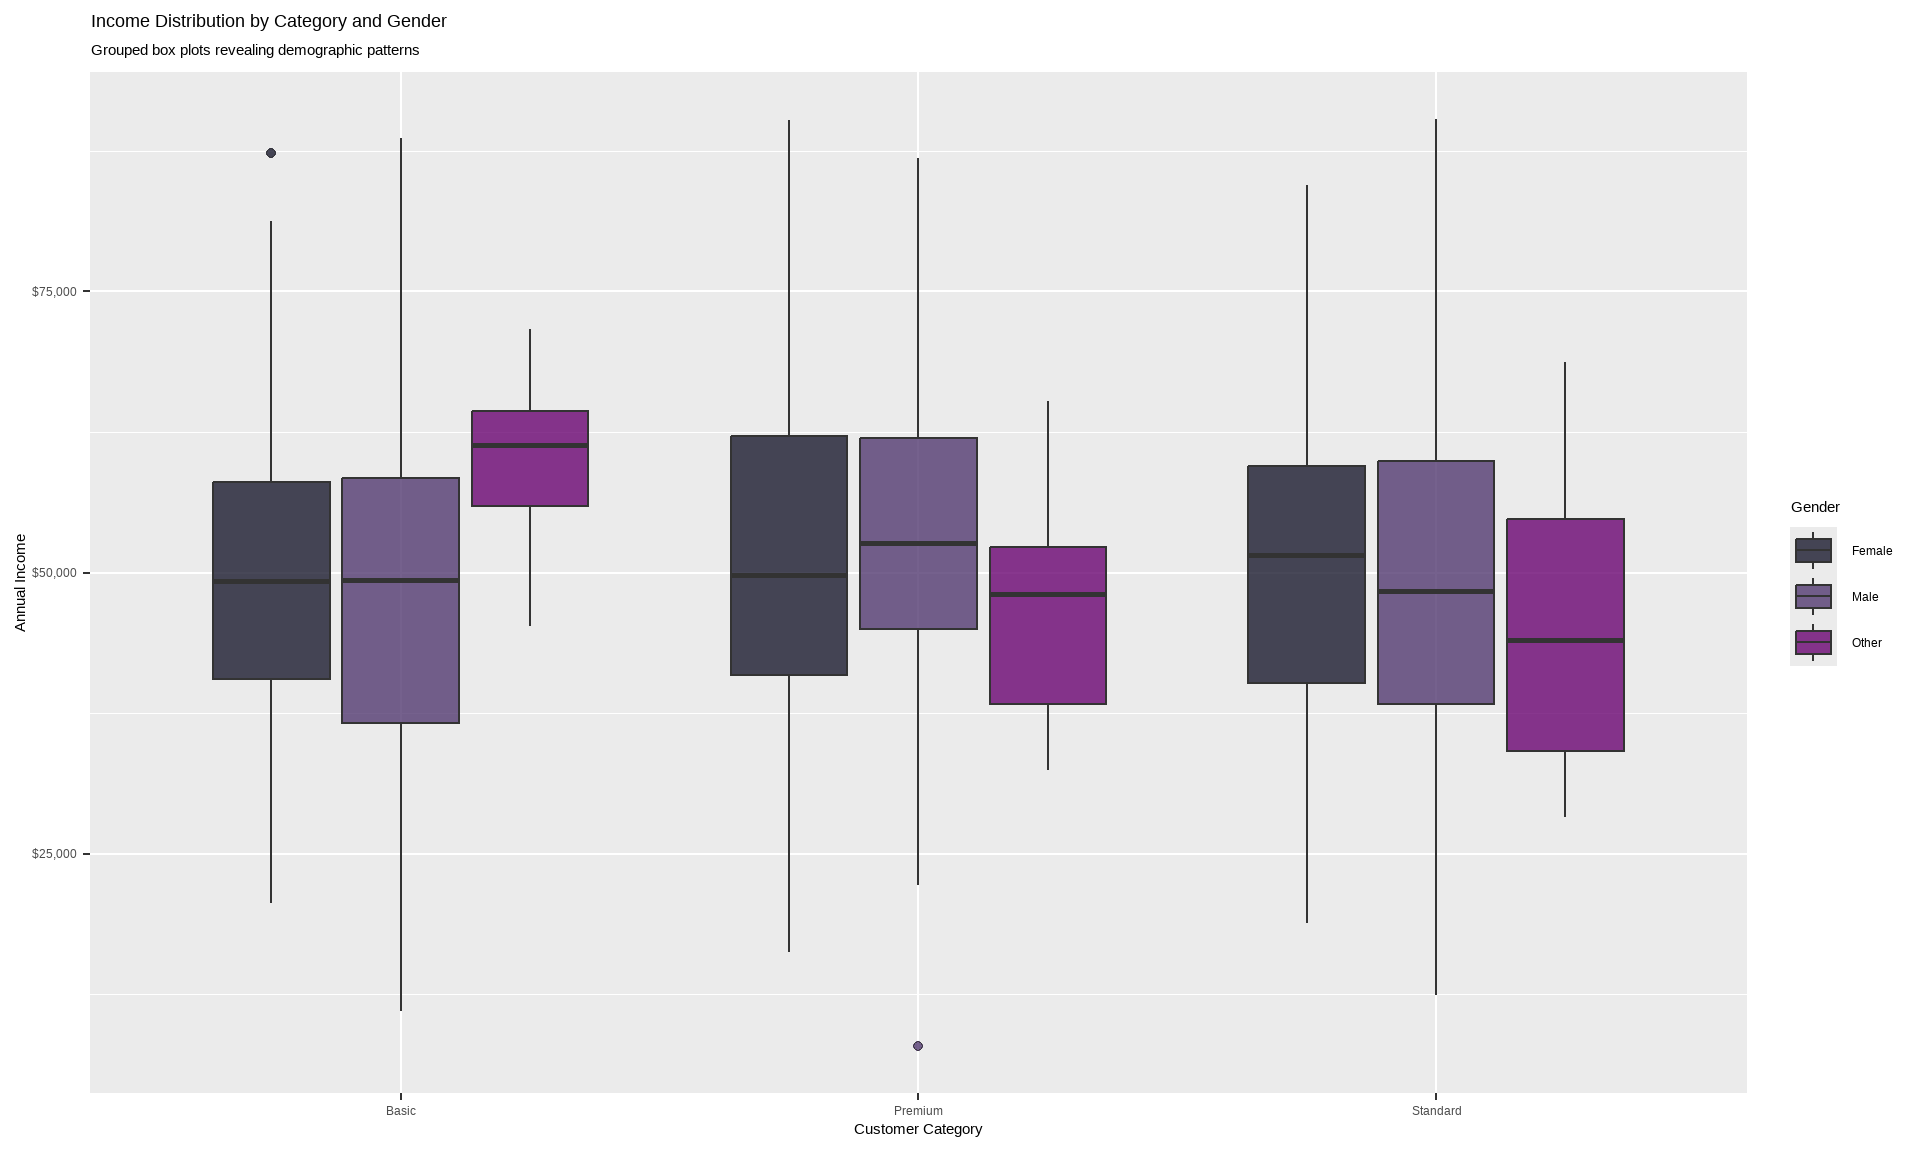 Income Distribution by Category and Gender
Grouped box plots revealing demographic patterns
Annual Income
$75,000
$50,000
$25,000
Basic
Premium
Standard
Customer Category
Gender
Female
Male
Other